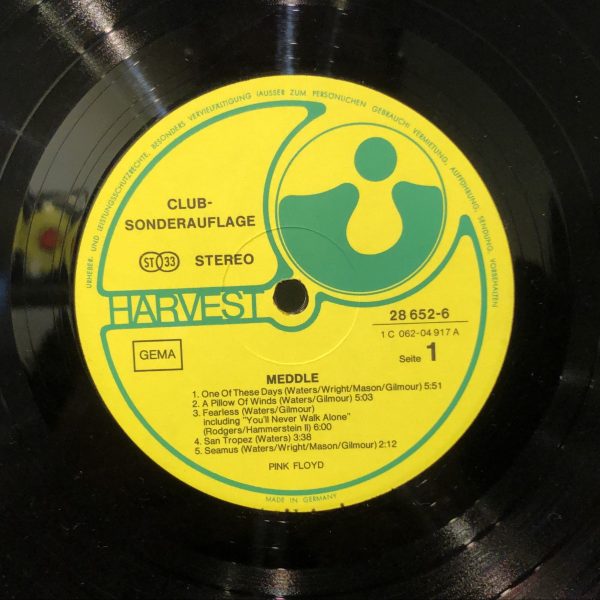 URHEBER- UND LEISTUNGSSCHUTZRECHTE, BESONDERS VERVIELFÄLTIGUNG (AUSSER ZUM PERSÖNLICHEN GEBRAUCH) VERMIETUNG, AUFFÜHRUNG, SENDUNG VORBEHALTEN
CLUB-
SONDERAUFLAGE
ST 33 STEREO
HARVEST
28 652-6
1 C 062-04 917 A
Seite 1
GEMA
MEDDLE
1. One Of These Days (Waters/Wright/Mason/Gilmour) 5:51
2. A Pillow Of Winds (Waters/Gilmour) 5:03
3. Fearless (Waters/Gilmour)
including "You'll Never Walk Alone"
(Rodgers/Hammerstein II) 6:00
4. San Tropez (Waters) 3:38
5. Seamus (Waters/Wright/Mason/Gilmour) 2:12
PINK FLOYD
MADE IN GERMANY